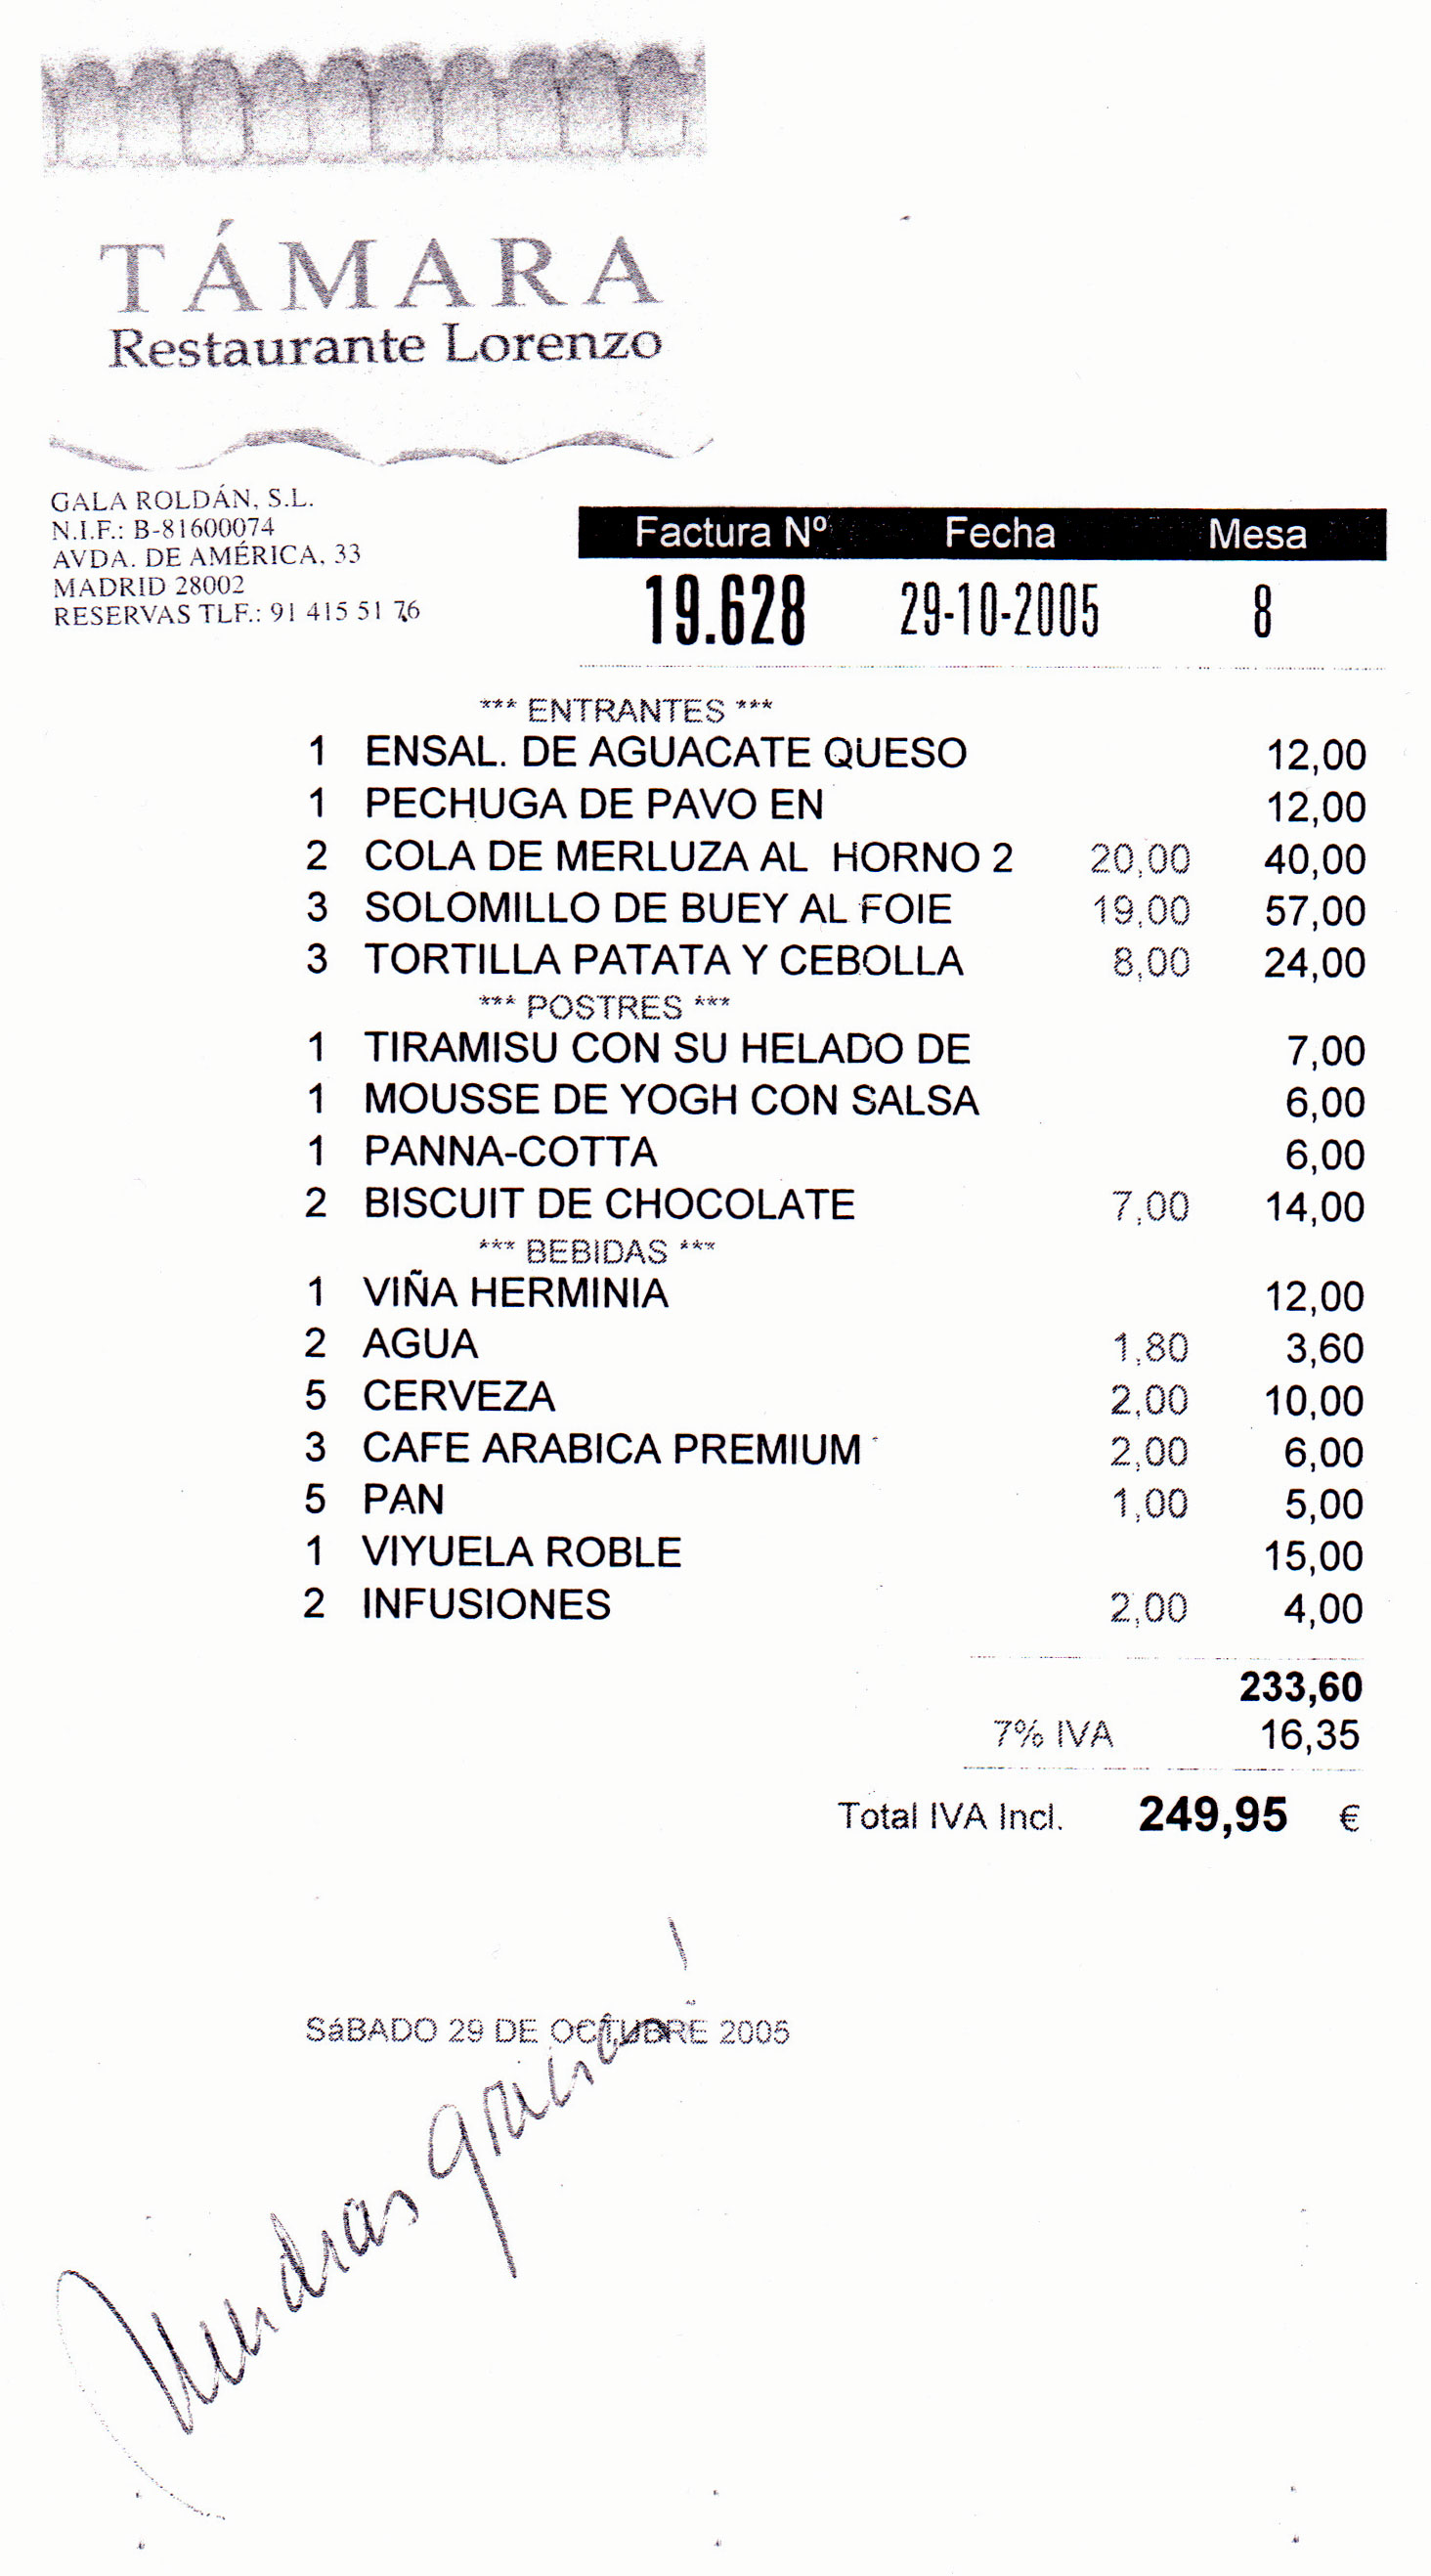 TÁMARA
Restaurante Lorenzo
GALA ROLDÁN, S.L.
N.I.F.: B-81600074
AVDA. DE AMÉRICA, 33
MADRID 28002
RESERVAS TLF.: 91 415 51 76
Factura Nº Fecha Mesa
19.628 29-10-2005 8
*** ENTRANTES ***
1 ENSAL. DE AGUACATE QUESO 12,00
1 PECHUGA DE PAVO EN 12,00
2 COLA DE MERLUZA AL HORNO 2 20,00 40,00
3 SOLOMILLO DE BUEY AL FOIE 19,00 57,00
3 TORTILLA PATATA Y CEBOLLA 8,00 24,00
*** POSTRES ***
1 TIRAMISU CON SU HELADO DE 7,00
1 MOUSSE DE YOGH CON SALSA 6,00
1 PANNA-COTTA 6,00
2 BISCUIT DE CHOCOLATE 7,00 14,00
*** BEBIDAS ***
1 VIÑA HERMINIA 12,00
2 AGUA 1,80 3,60
5 CERVEZA 2,00 10,00
3 CAFE ARABICA PREMIUM 2,00 6,00
5 PAN 1,00 5,00
1 VIYUELA ROBLE 15,00
2 INFUSIONES 2,00 4,00
233,60
7% IVA 16,35
Total IVA Incl. 249,95 €
SáBADO 29 DE OCTUBRE 2005
¡Muchas gracias!